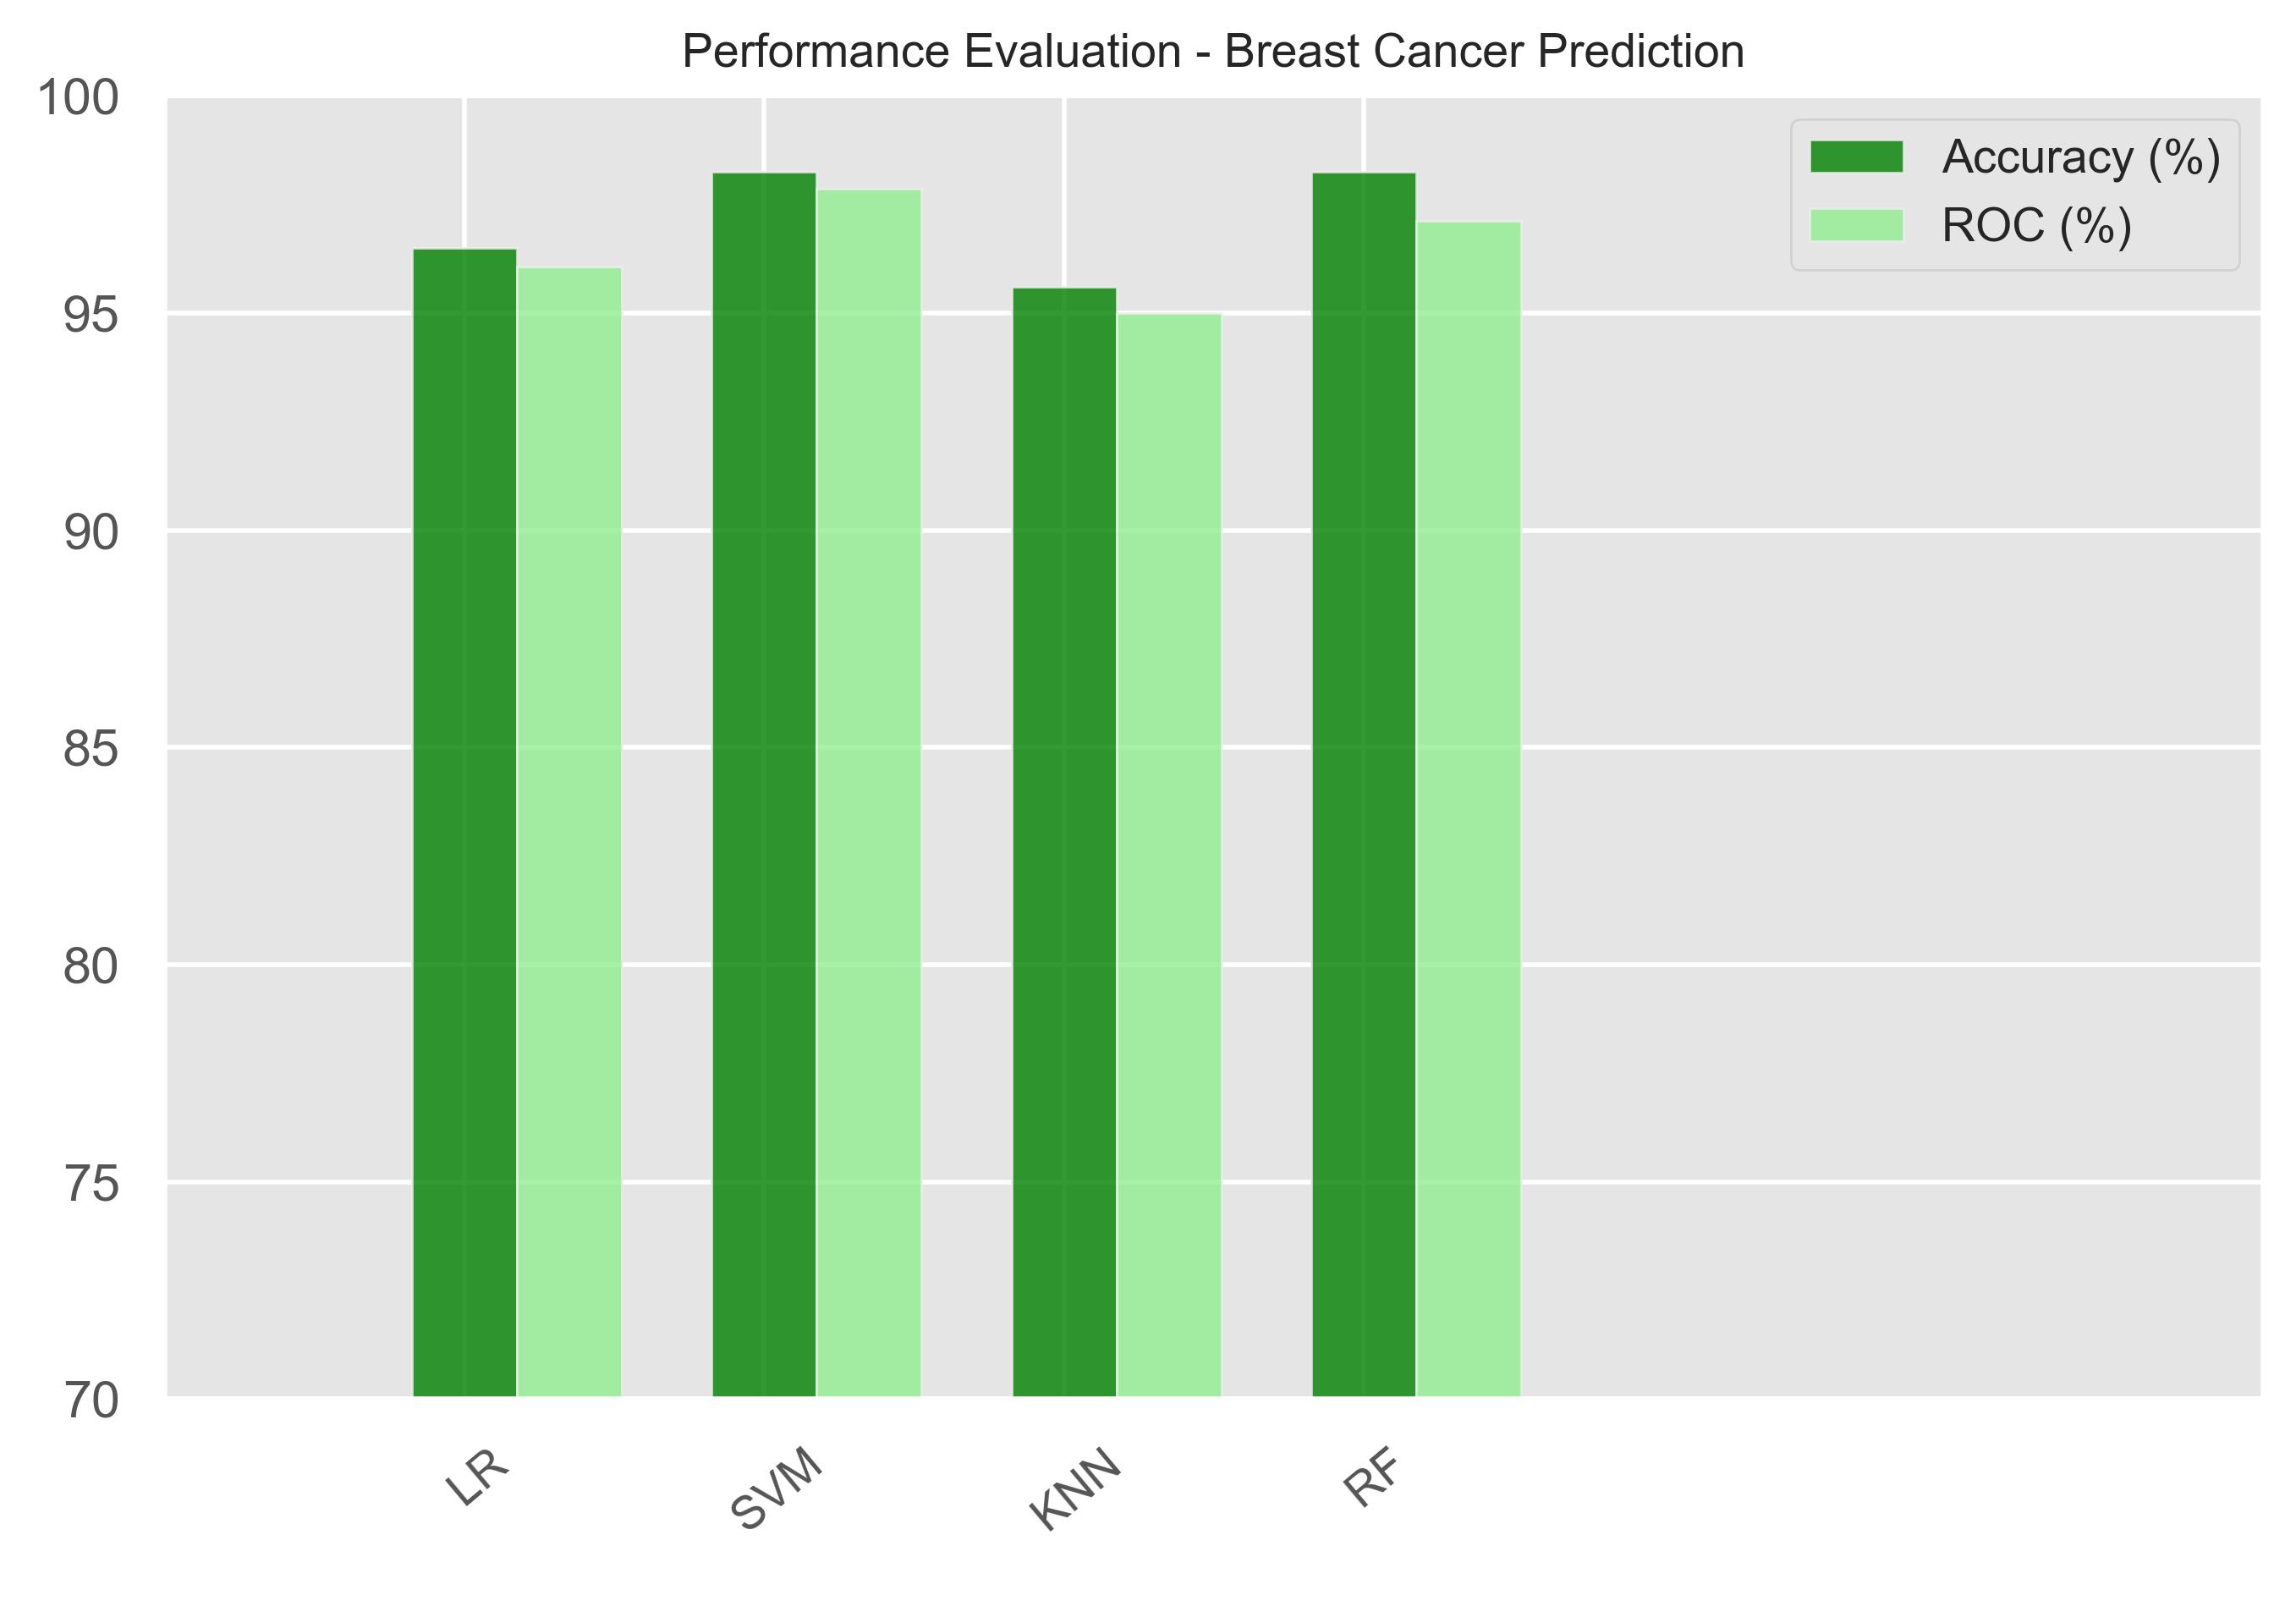 Performance Evaluation - Breast Cancer Prediction
Accuracy (%)
ROC (%)
100
95
90
85
80
75
70
LR
SVM
KNN
RF